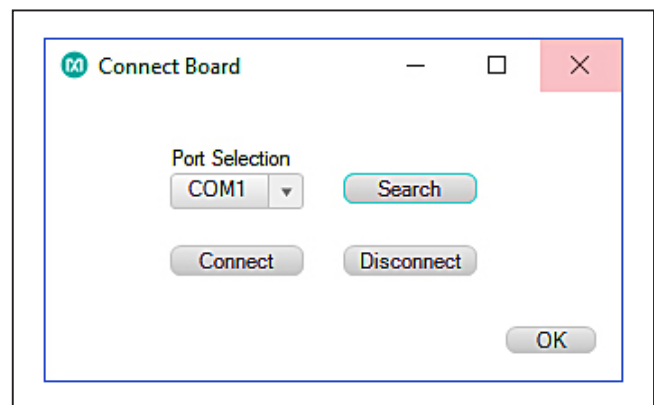 Connect Board
Port Selection
COM1
Search
Connect
Disconnect
OK